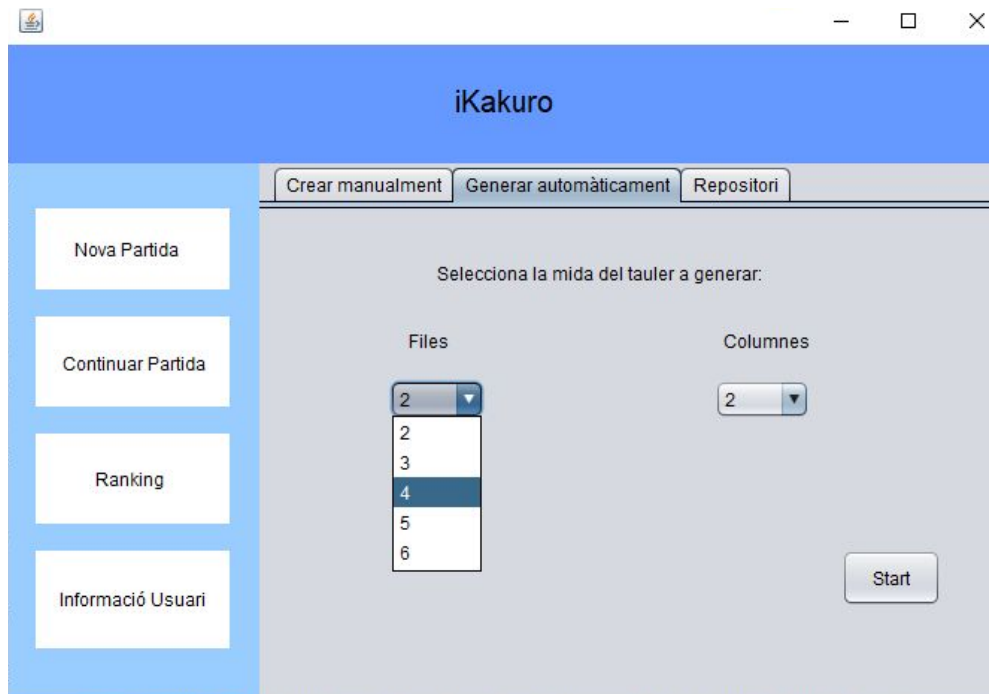 iKakuro
Crear manualment
Generar automàticament
Repositori
Nova Partida
Continuar Partida
Ranking
Informació Usuari
Selecciona la mida del tauler a generar:
Files
Columnes
2
2
2
3
4
5
6
Start